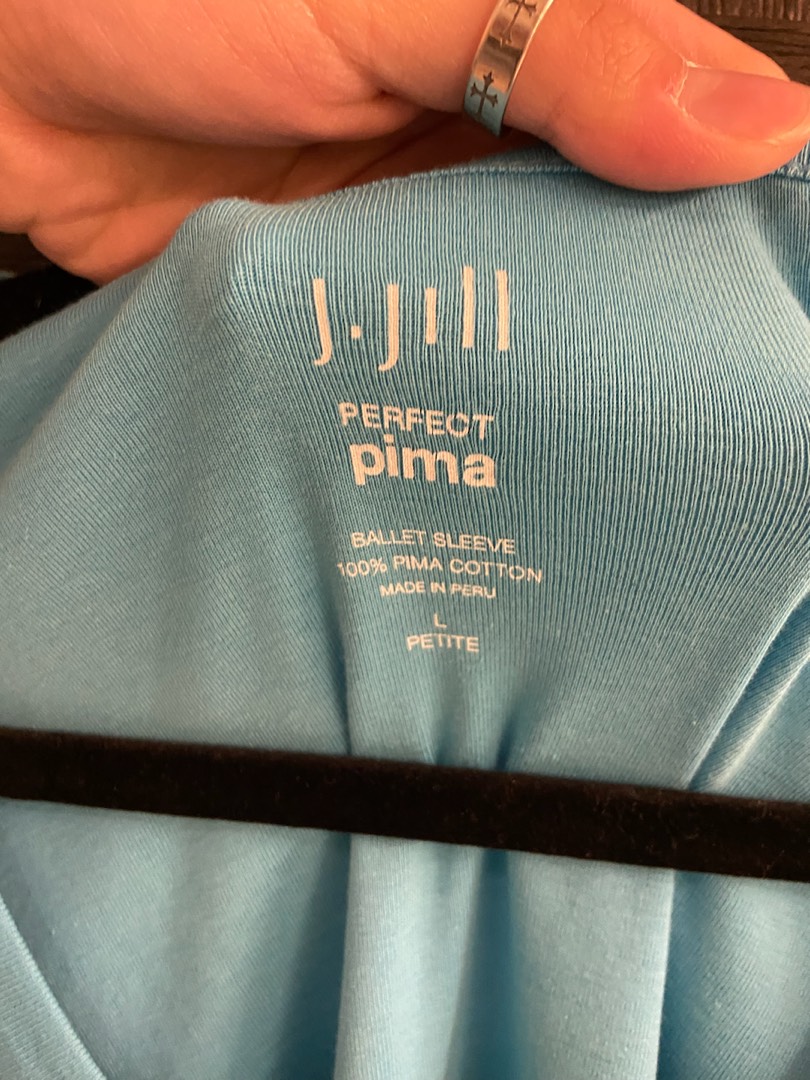 J.Jill
PERFECT
pima
BALLET SLEEVE
100% PIMA COTTON
MADE IN PERU
L
PETITE